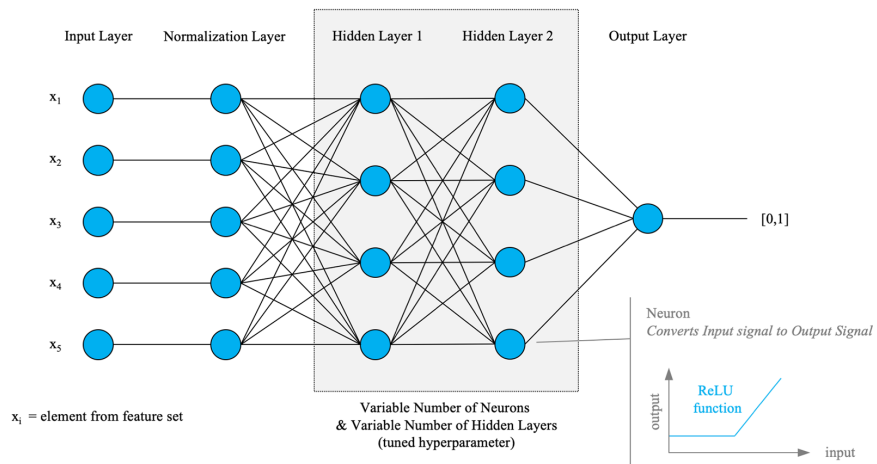 Input Layer
Normalization Layer
Hidden Layer 1
Hidden Layer 2
Output Layer
x1
x2
x3
x4
x5
[0,1]
Neuron
Converts Input signal to Output Signal
ReLU
function
output
input
xi = element from feature set
Variable Number of Neurons
& Variable Number of Hidden Layers
(tuned hyperparameter)